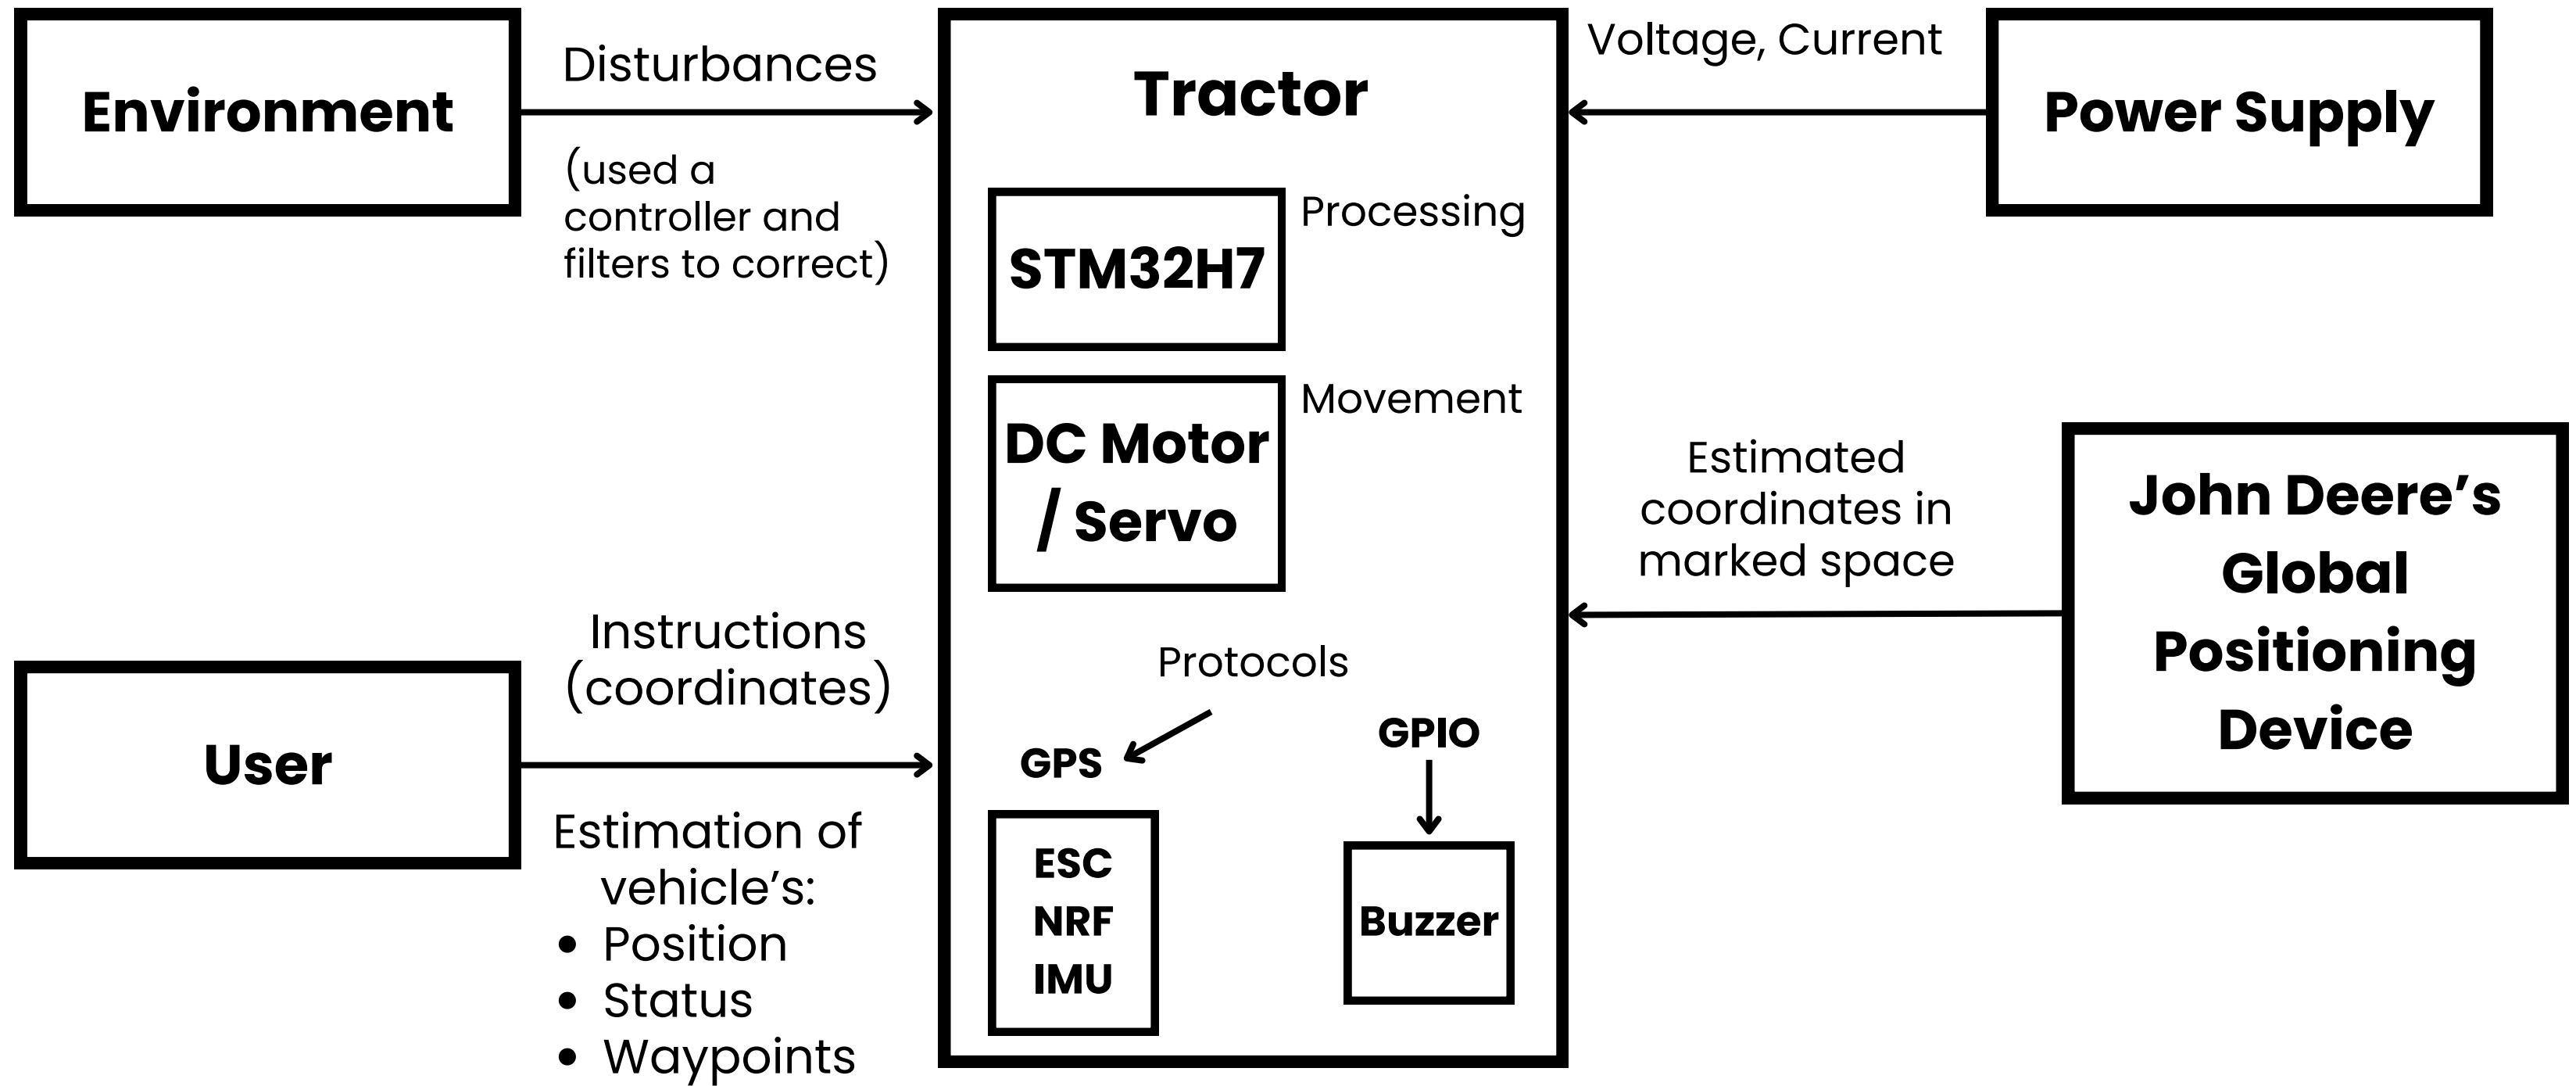 Environment
Disturbances
(used a
controller and
filters to correct)
User
Instructions
(coordinates)
Estimation of
vehicle’s:
• Position
• Status
• Waypoints
Tractor
STM32H7
Processing
DC Motor
/ Servo
Movement
Protocols
GPS
GPIO
ESC
NRF
IMU
Buzzer
Voltage, Current
Power Supply
Estimated
coordinates in
marked space
John Deere’s
Global
Positioning
Device